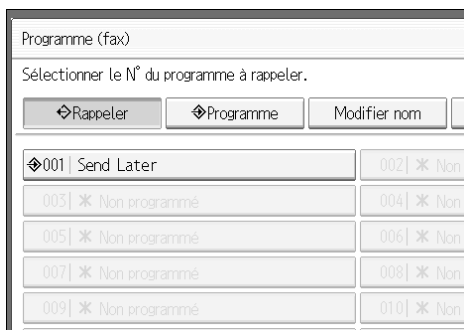 Programme (fax)
Sélectionner le N° du programme à rappeler.
Rappeler Programme Modifier nom
001 Send Later 002 Non
003 Non programmé 004 Non
005 Non programmé 006 Non
007 Non programmé 008 Non
009 Non programmé 010 Non